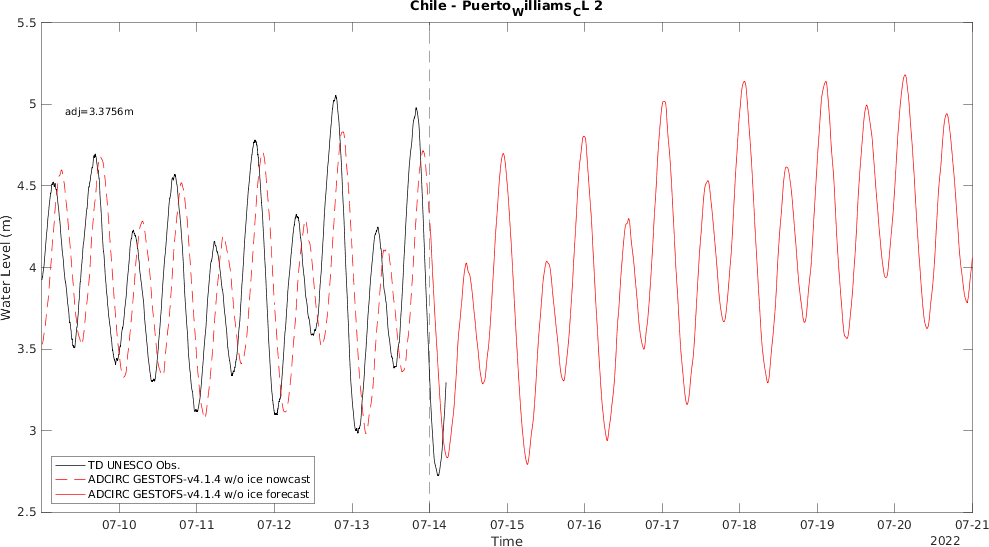 Chile - Puerto_Williams_CL 2
5.5
5
4.5
4
3.5
3
2.5
Water Level (m)
adj=3.3756m
TD UNESCO Obs.
ADCIRC GESTOFS-v4.1.4 w/o ice nowcast
ADCIRC GESTOFS-v4.1.4 w/o ice forecast
07-10 07-11 07-12 07-13 07-14 07-15 07-16 07-17 07-18 07-19 07-20 07-21
Time
2022